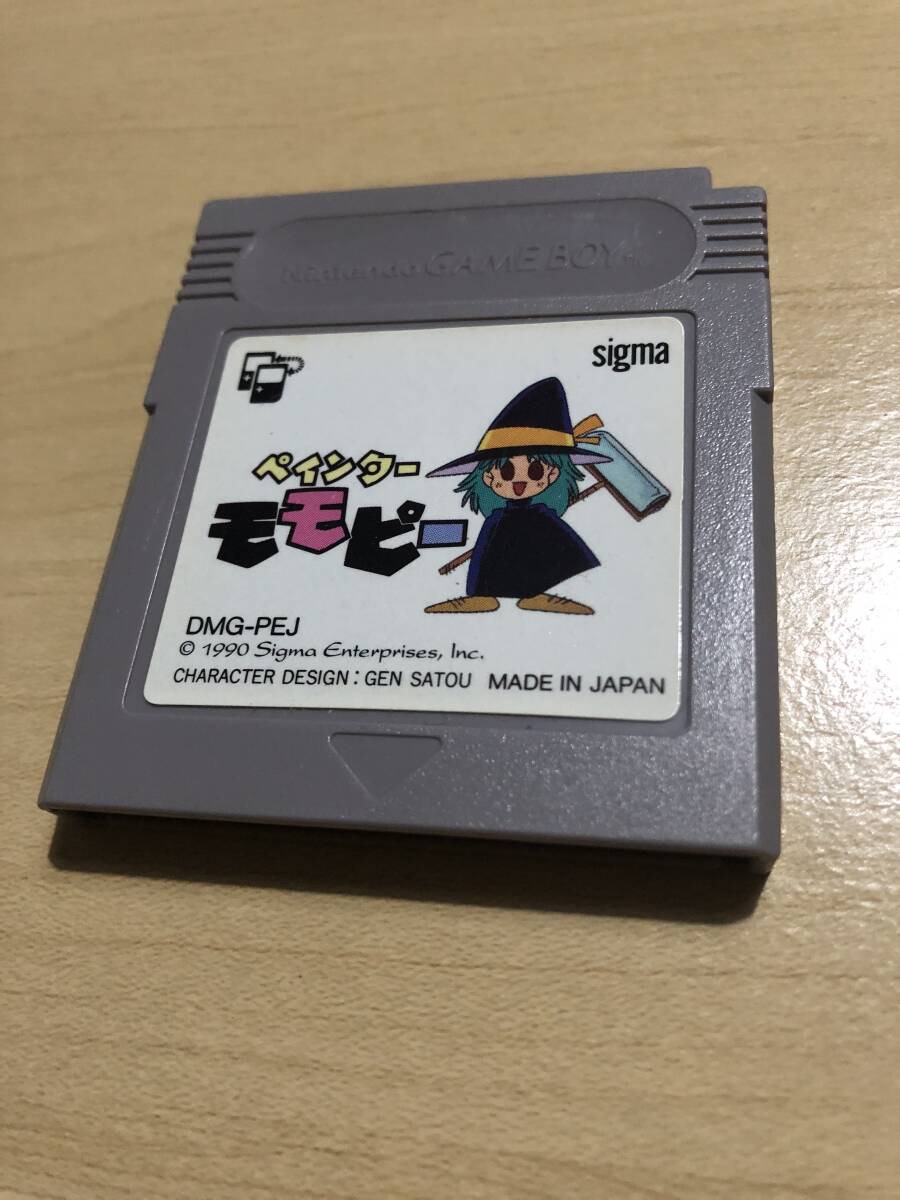 Nintendo GAME BOY
sigma
ペインター
モモピー
DMG-PEJ
© 1990 Sigma Enterprises, Inc.
CHARACTER DESIGN : GEN SATOU MADE IN JAPAN